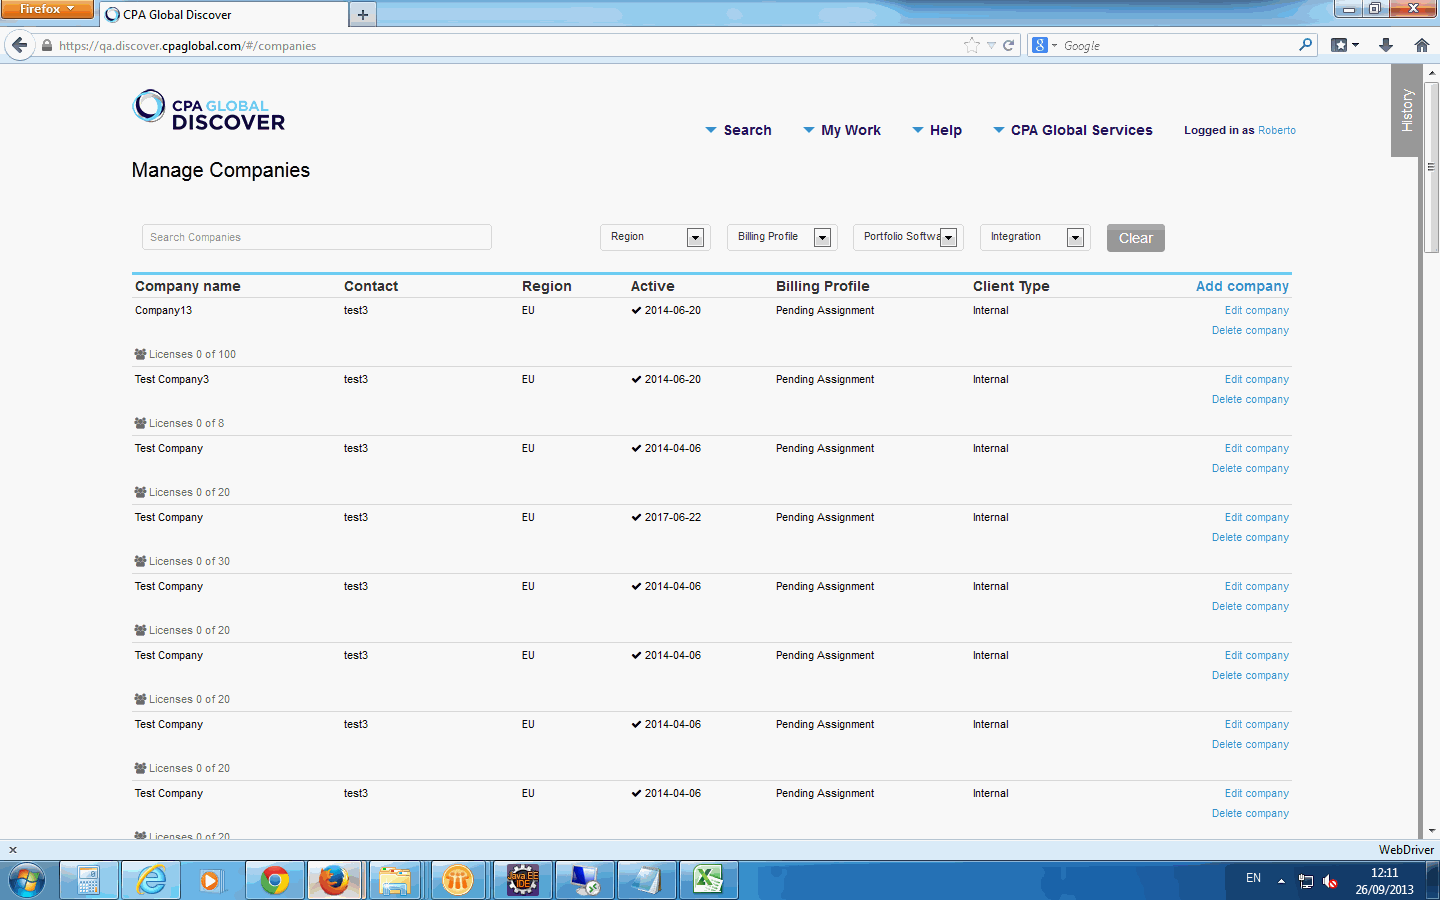 Firefox
CPA Global Discover
https://qa.discover.cpaglobal.com/#/companies
Google
History
CPA GLOBAL
DISCOVER
Search
My Work
Help
CPA Global Services
Logged in as Roberto
Manage Companies
Search Companies
Region
Billing Profile
Portfolio Softwa
Integration
Clear
Company name Contact Region Active Billing Profile Client Type Add company
Company13 test3 EU 2014-06-20 Pending Assignment Internal Edit company
Delete company
Licenses 0 of 100
Test Company3 test3 EU 2014-06-20 Pending Assignment Internal Edit company
Delete company
Licenses 0 of 8
Test Company test3 EU 2014-04-06 Pending Assignment Internal Edit company
Delete company
Licenses 0 of 20
Test Company test3 EU 2017-06-22 Pending Assignment Internal Edit company
Delete company
Licenses 0 of 30
Test Company test3 EU 2014-04-06 Pending Assignment Internal Edit company
Delete company
Licenses 0 of 20
Test Company test3 EU 2014-04-06 Pending Assignment Internal Edit company
Delete company
Licenses 0 of 20
Test Company test3 EU 2014-04-06 Pending Assignment Internal Edit company
Delete company
Licenses 0 of 20
Test Company test3 EU 2014-04-06 Pending Assignment Internal Edit company
Delete company
Licenses 0 of 20
WebDriver
Java EE
IDE
EN
12:11
26/09/2013